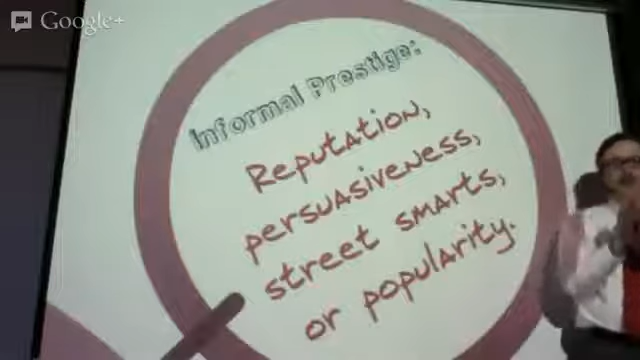 Google+
Informal Prestige:
Reputation,
persuasiveness,
street smarts,
or popularity.